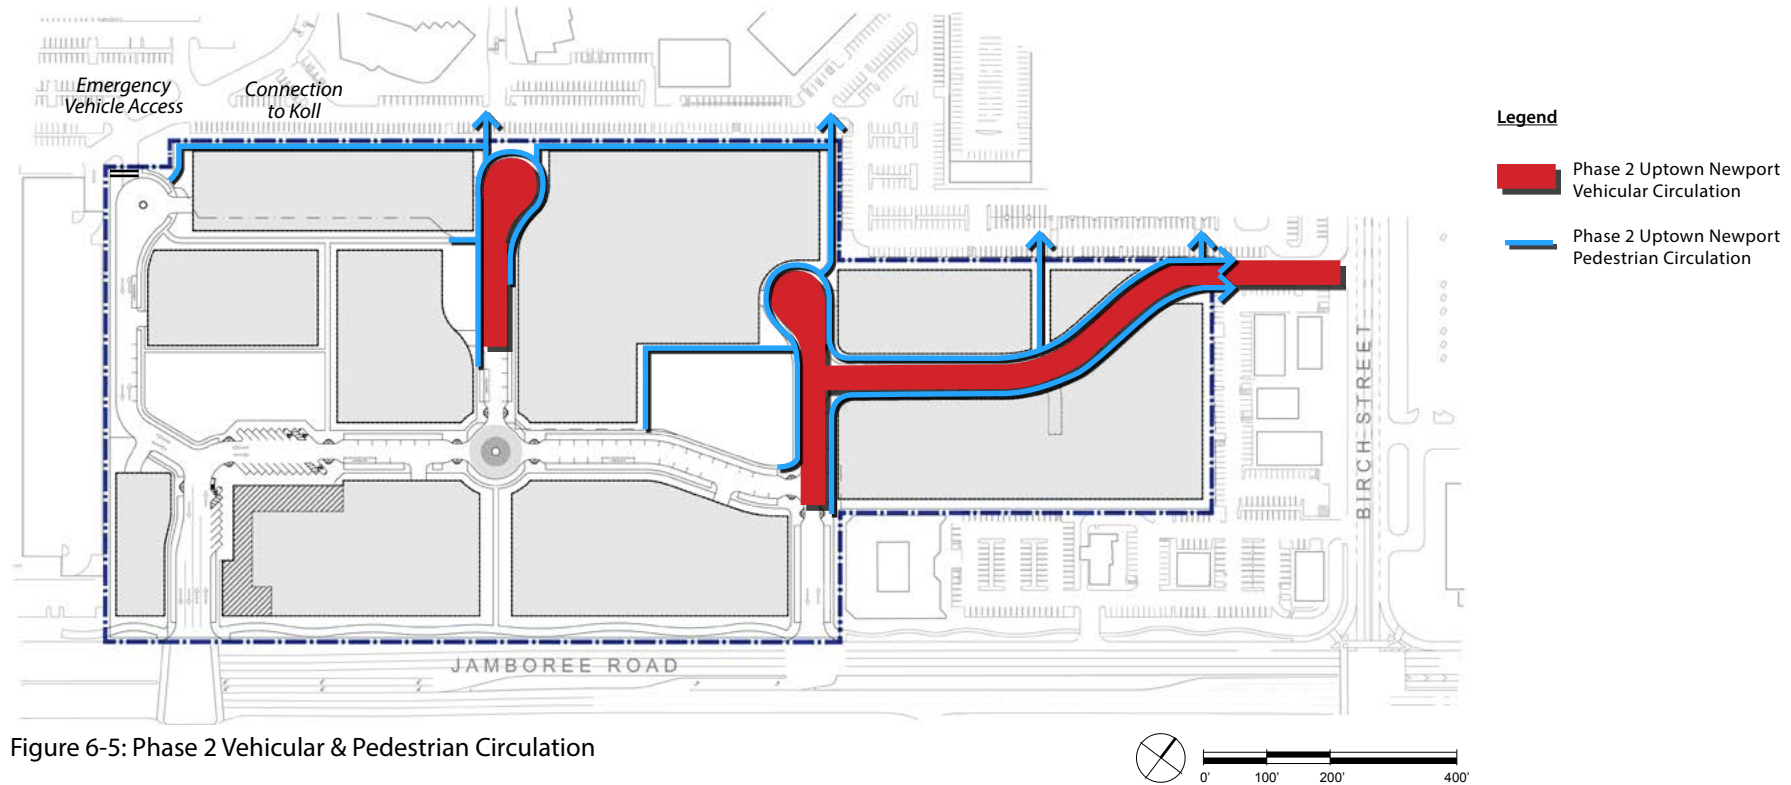 Emergency
Vehicle Access
Connection
to Koll
Legend
Phase 2 Uptown Newport
Vehicular Circulation
Phase 2 Uptown Newport
Pedestrian Circulation
BIRCH STREET
JAMBOREE ROAD
Figure 6-5: Phase 2 Vehicular & Pedestrian Circulation
0' 100' 200' 400'